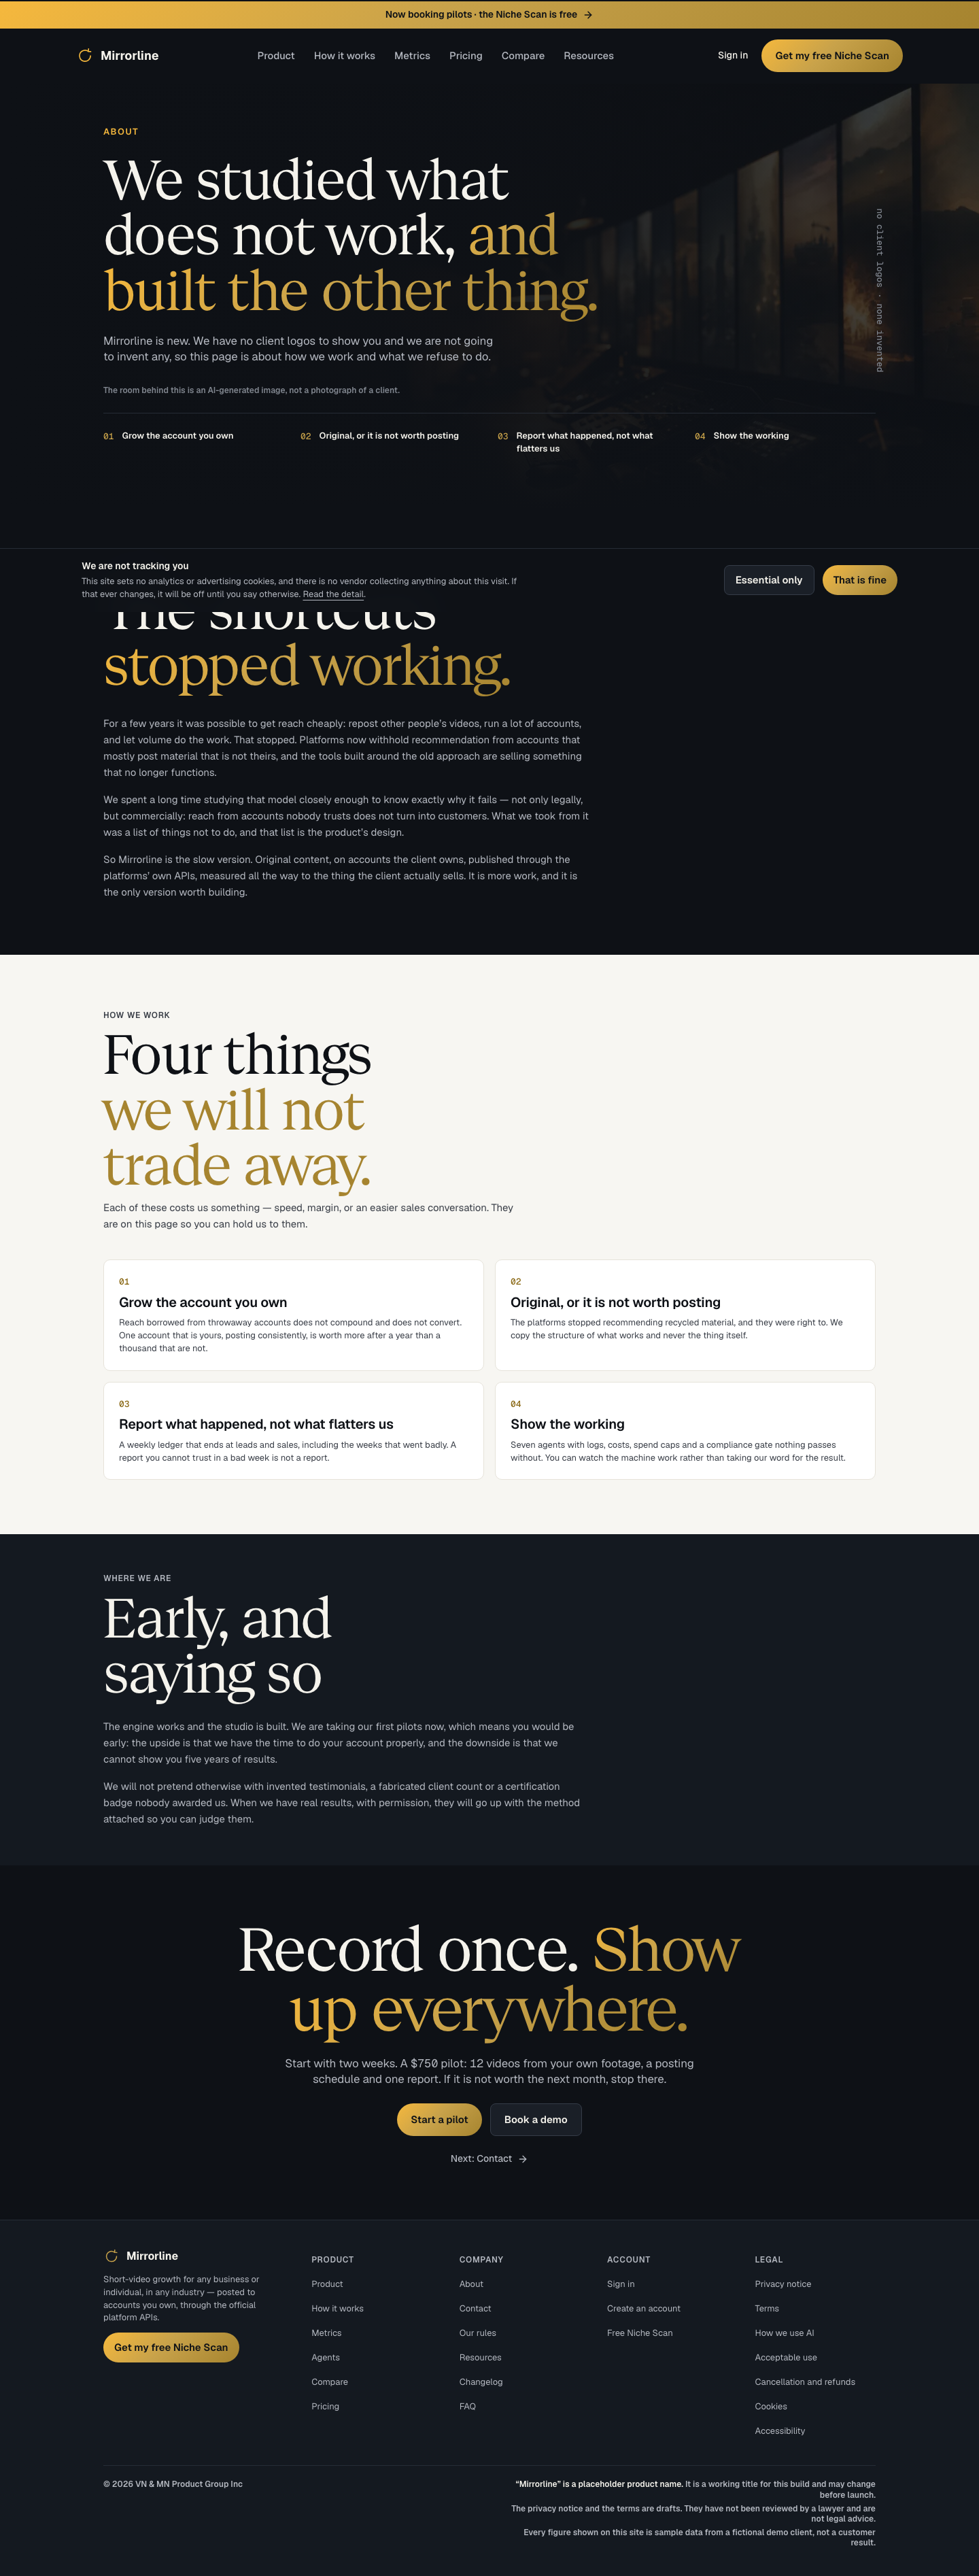 Now booking pilots · the Niche Scan is free →
Mirrorline
Product
How it works
Metrics
Pricing
Compare
Resources
Sign in
Get my free Niche Scan
ABOUT
We studied what
does not work, and
built the other thing.
no client logos · none invented
Mirrorline is new. We have no client logos to show you and we are not going
to invent any, so this page is about how we work and what we refuse to do.
The room behind this is an AI-generated image, not a photograph of a client.
01 Grow the account you own
02 Original, or it is not worth posting
03 Report what happened, not what
flatters us
04 Show the working
We are not tracking you
This site sets no analytics or advertising cookies, and there is no vendor collecting anything about this visit. If
that ever changes, it will be off until you say otherwise. Read the detail.
Essential only
That is fine
The shortcuts
stopped working.
For a few years it was possible to get reach cheaply: repost other people’s videos, run a lot of accounts,
and let volume do the work. That stopped. Platforms now withhold recommendation from accounts that
mostly post material that is not theirs, and the tools built around the old approach are selling something
that no longer functions.
We spent a long time studying that model closely enough to know exactly why it fails — not only legally,
but commercially: reach from accounts nobody trusts does not turn into customers. What we took from it
was a list of things not to do, and that list is the product’s design.
So Mirrorline is the slow version. Original content, on accounts the client owns, published through the
platforms’ own APIs, measured all the way to the thing the client actually sells. It is more work, and it is
the only version worth building.
HOW WE WORK
Four things
we will not
trade away.
Each of these costs us something — speed, margin, or an easier sales conversation. They
are on this page so you can hold us to them.
01
Grow the account you own
Reach borrowed from throwaway accounts does not compound and does not convert.
One account that is yours, posting consistently, is worth more after a year than a
thousand that are not.
02
Original, or it is not worth posting
The platforms stopped recommending recycled material, and they were right to. We
copy the structure of what works and never the thing itself.
03
Report what happened, not what flatters us
A weekly ledger that ends at leads and sales, including the weeks that went badly. A
report you cannot trust in a bad week is not a report.
04
Show the working
Seven agents with logs, costs, spend caps and a compliance gate nothing passes
without. You can watch the machine work rather than taking our word for the result.
WHERE WE ARE
Early, and
saying so
The engine works and the studio is built. We are taking our first pilots now, which means you would be
early: the upside is that we have the time to do your account properly, and the downside is that we
cannot show you five years of results.
We will not pretend otherwise with invented testimonials, a fabricated client count or a certification
badge nobody awarded us. When we have real results, with permission, they will go up with the method
attached so you can judge them.
Record once. Show
up everywhere.
Start with two weeks. A $750 pilot: 12 videos from your own footage, a posting
schedule and one report. If it is not worth the next month, stop there.
Start a pilot
Book a demo
Next: Contact →
Mirrorline
Short-video growth for any business or
individual, in any industry — posted to
accounts you own, through the official
platform APIs.
Get my free Niche Scan
PRODUCT
Product
How it works
Metrics
Agents
Compare
Pricing
COMPANY
About
Contact
Our rules
Resources
Changelog
FAQ
ACCOUNT
Sign in
Create an account
Free Niche Scan
LEGAL
Privacy notice
Terms
How we use AI
Acceptable use
Cancellation and refunds
Cookies
Accessibility
© 2026 VN & MN Product Group Inc
“Mirrorline” is a placeholder product name. It is a working title for this build and may change
before launch.
The privacy notice and the terms are drafts. They have not been reviewed by a lawyer and are
not legal advice.
Every figure shown on this site is sample data from a fictional demo client, not a customer
result.